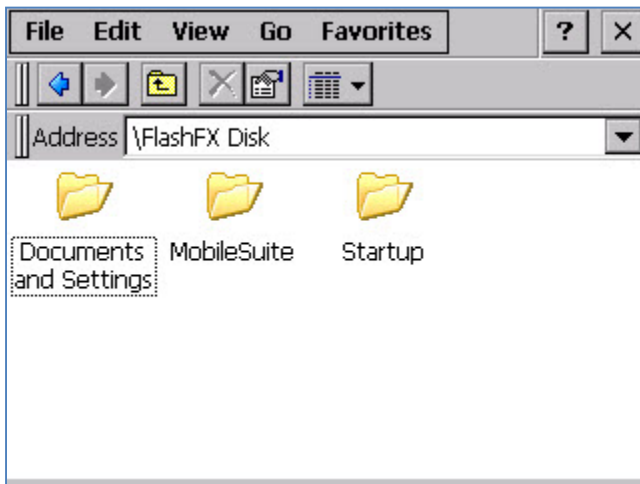 File Edit View Go Favorites ? ×
Address \FlashFX Disk
Documents and Settings
MobileSuite
Startup